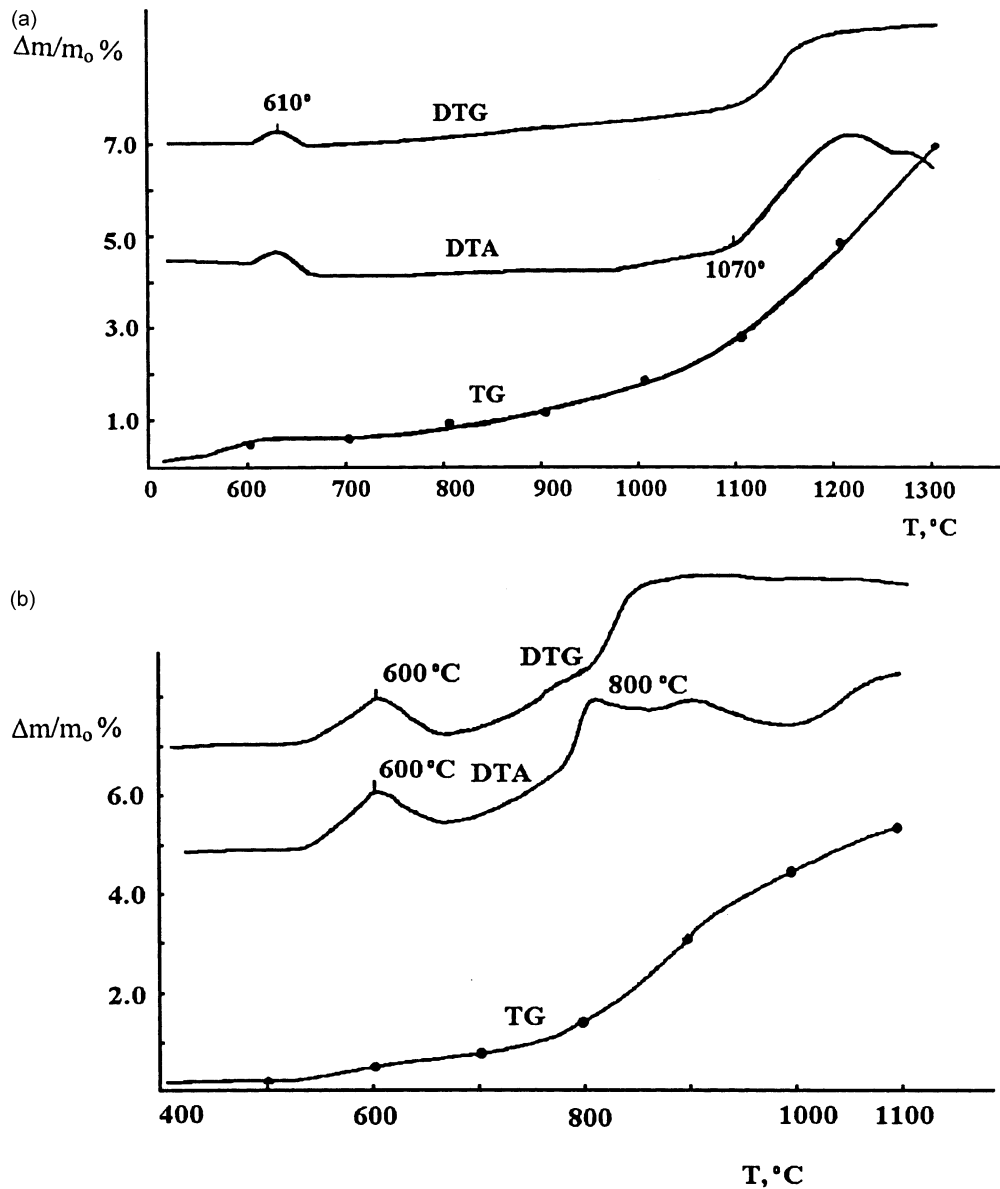 (a)
Δm/mₒ %
610°
DTG
7.0
DTA
5.0
1070°
3.0
TG
1.0
0 600 700 800 900 1000 1100 1200 1300
T, °C
(b)
DTG
600 °C
800 °C
Δm/mₒ %
600 °C DTA
6.0
4.0
2.0
TG
400 600 800 1000 1100
T, °C